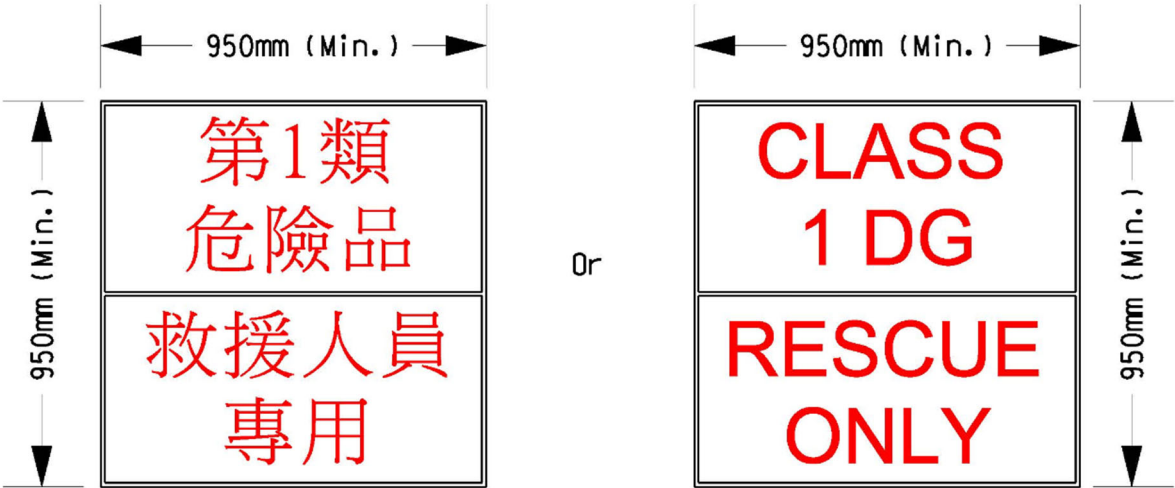 950mm (Min.)
950mm (Min.)
950mm (Min.)
第1類
危險品
救援人員
專用
Or
CLASS
1 DG
RESCUE
ONLY
950mm (Min.)